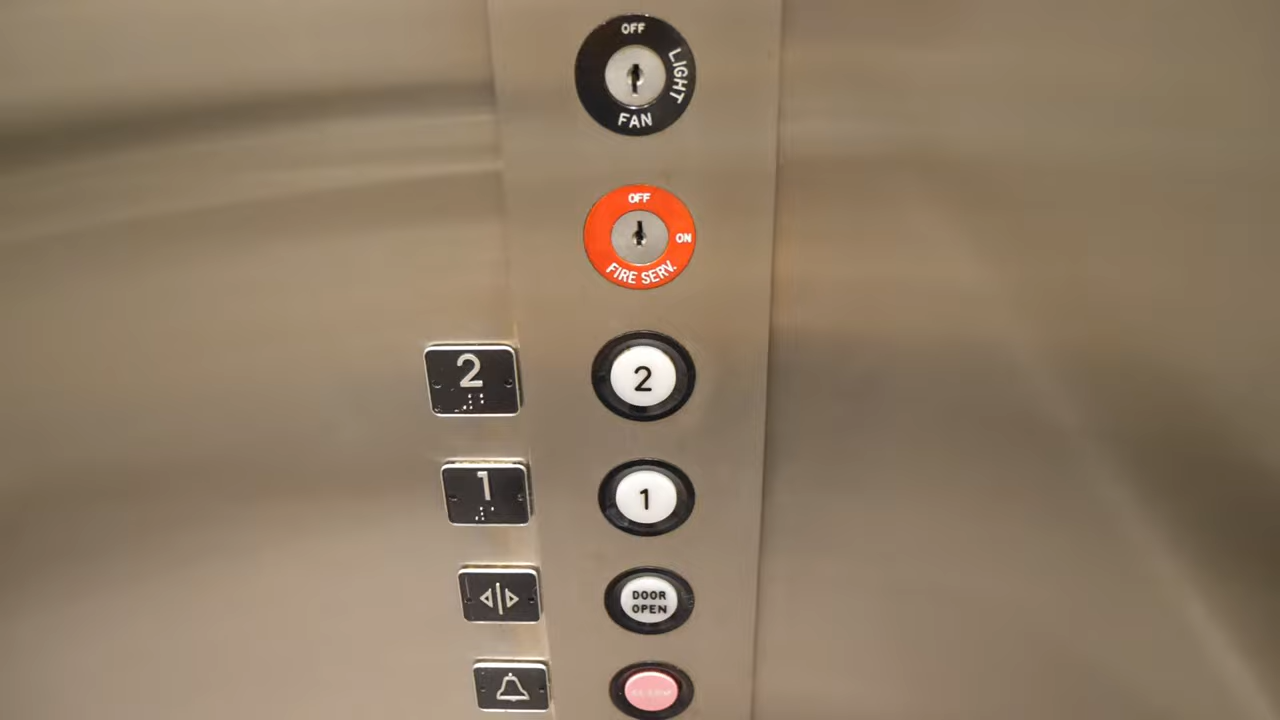 OFF
LIGHT
FAN
OFF
ON
FIRE SERV.
2 2
1 1
DOOR
OPEN